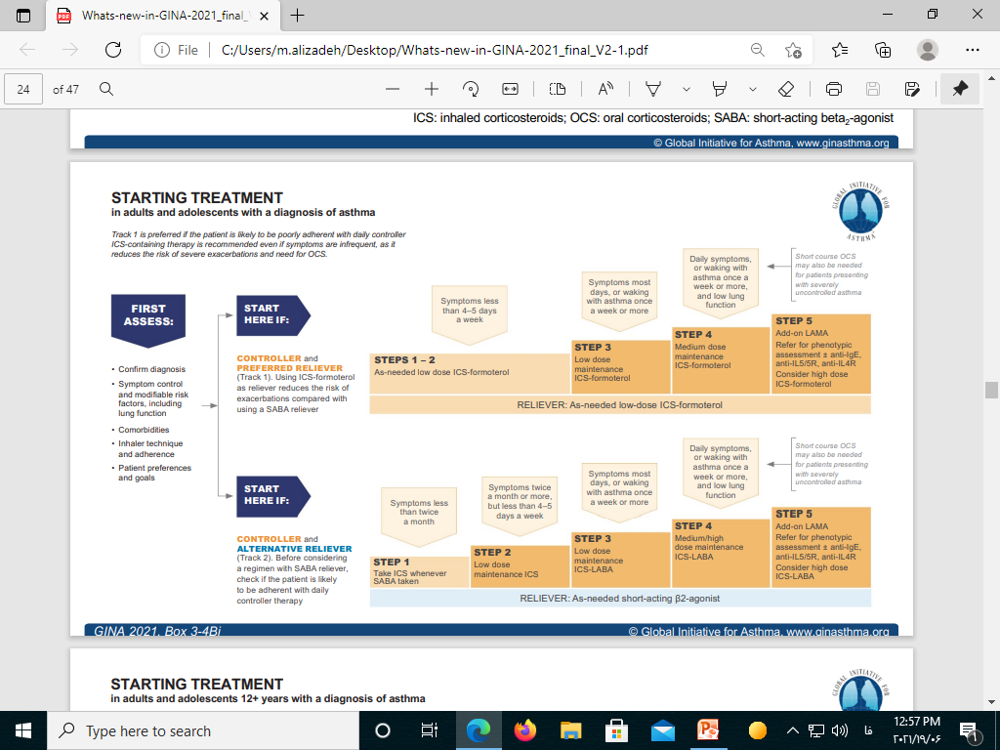 Whats-new-in-GINA-2021_final_
File
C:/Users/m.alizadeh/Desktop/Whats-new-in-GINA-2021_final_V2-1.pdf
24 of 47
ICS: inhaled corticosteroids; OCS: oral corticosteroids; SABA: short-acting beta2-agonist
© Global Initiative for Asthma, www.ginasthma.org
STARTING TREATMENT
in adults and adolescents with a diagnosis of asthma
Track 1 is preferred if the patient is likely to be poorly adherent with daily controller
ICS-containing therapy is recommended even if symptoms are infrequent, as it
reduces the risk of severe exacerbations and need for OCS.
GLOBAL INITIATIVE FOR
ASTHMA
FIRST
ASSESS:
• Confirm diagnosis
• Symptom control
and modifiable risk
factors, including
lung function
• Comorbidities
• Inhaler technique
and adherence
• Patient preferences
and goals
START
HERE IF:
CONTROLLER and
PREFERRED RELIEVER
(Track 1). Using ICS-formoterol
as reliever reduces the risk of
exacerbations compared with
using a SABA reliever
Symptoms less
than 4–5 days
a week
Symptoms most
days, or waking
with asthma once
a week or more
Daily symptoms,
or waking with
asthma once a
week or more,
and low lung
function
Short course OCS
may also be needed
for patients presenting
with severely
uncontrolled asthma
STEPS 1 – 2
As-needed low dose ICS-formoterol
STEP 3
Low dose
maintenance
ICS-formoterol
STEP 4
Medium dose
maintenance
ICS-formoterol
STEP 5
Add-on LAMA
Refer for phenotypic
assessment ± anti-IgE,
anti-IL5/5R, anti-IL4R
Consider high dose
ICS-formoterol
RELIEVER: As-needed low-dose ICS-formoterol
START
HERE IF:
CONTROLLER and
ALTERNATIVE RELIEVER
(Track 2). Before considering
a regimen with SABA reliever,
check if the patient is likely
to be adherent with daily
controller therapy
Symptoms less
than twice
a month
Symptoms twice
a month or more,
but less than 4–5
days a week
Symptoms most
days, or waking
with asthma once
a week or more
Daily symptoms,
or waking with
asthma once a
week or more,
and low lung
function
Short course OCS
may also be needed
for patients presenting
with severely
uncontrolled asthma
STEP 1
Take ICS whenever
SABA taken
STEP 2
Low dose
maintenance ICS
STEP 3
Low dose
maintenance
ICS-LABA
STEP 4
Medium/high
dose maintenance
ICS-LABA
STEP 5
Add-on LAMA
Refer for phenotypic
assessment ± anti-IgE,
anti-IL5/5R, anti-IL4R
Consider high dose
ICS-LABA
RELIEVER: As-needed short-acting β2-agonist
GINA 2021, Box 3-4Bi
© Global Initiative for Asthma, www.ginasthma.org
STARTING TREATMENT
in adults and adolescents 12+ years with a diagnosis of asthma
GLOBAL INITIATIVE FOR
Type here to search
فا
12:57 PM
۲۰۲۱/۱۹/۰۶
1